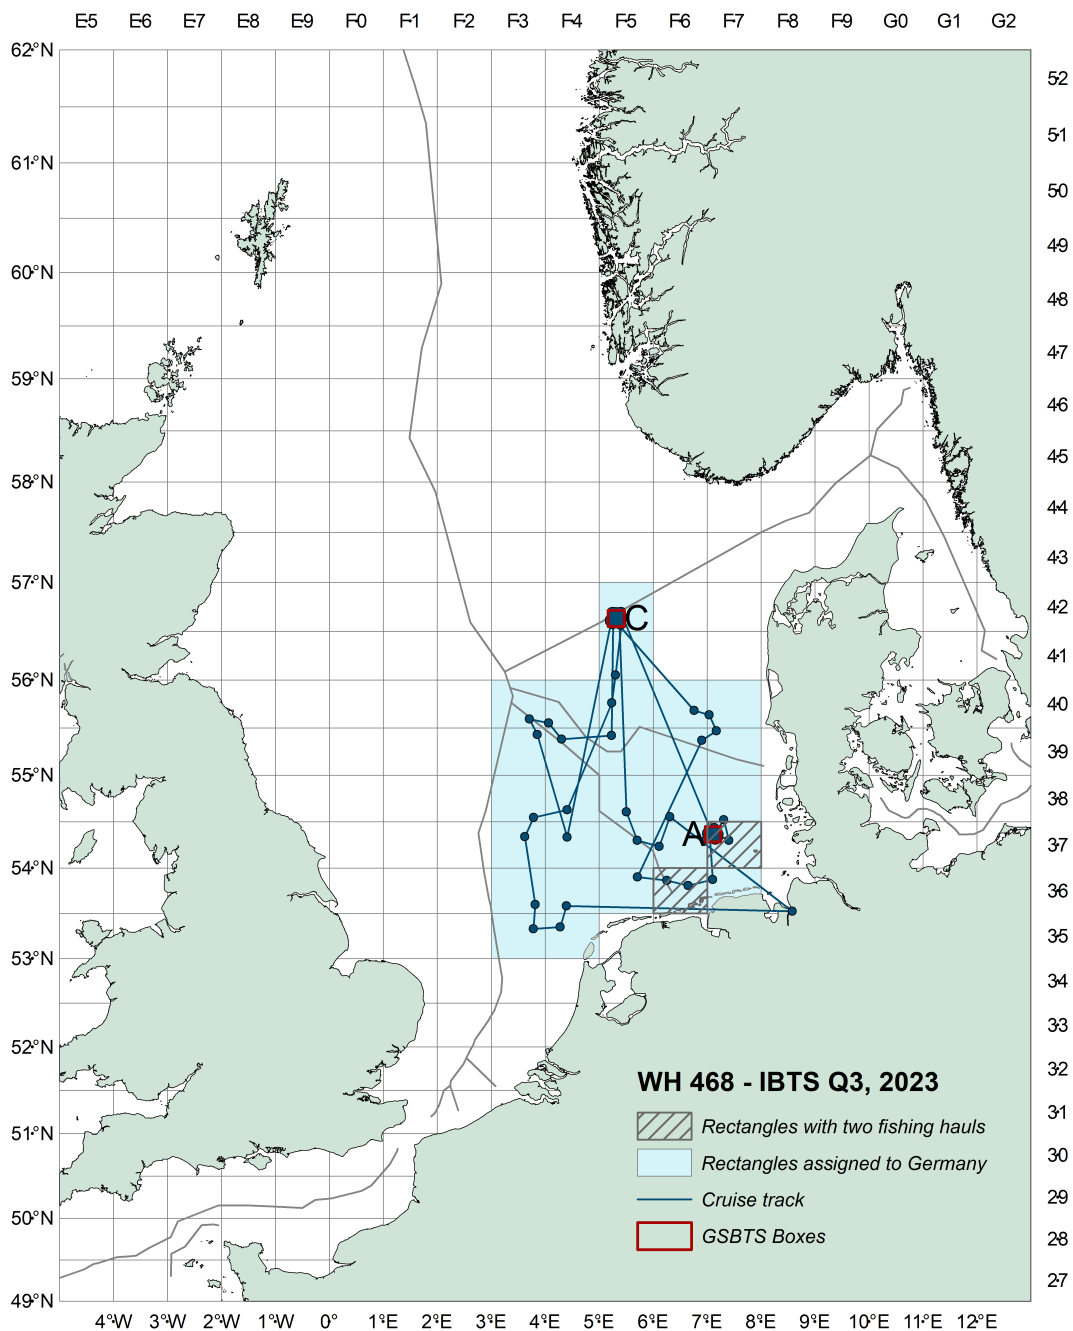 E5 E6 E7 E8 E9 F0 F1 F2 F3 F4 F5 F6 F7 F8 F9 G0 G1 G2
62°N
52
51
61°N
50
49
60°N
48
47
59°N
46
45
58°N
44
43
57°N
42
C
41
56°N
40
39
55°N
38
A
37
54°N
36
35
53°N
34
33
52°N
32
WH 468 - IBTS Q3, 2023
31
Rectangles with two fishing hauls
51°N
30
Rectangles assigned to Germany
29
Cruise track
50°N
28
GSBTS Boxes
27
49°N
4°W 3°W 2°W 1°W 0° 1°E 2°E 3°E 4°E 5°E 6°E 7°E 8°E 9°E 10°E 11°E 12°E